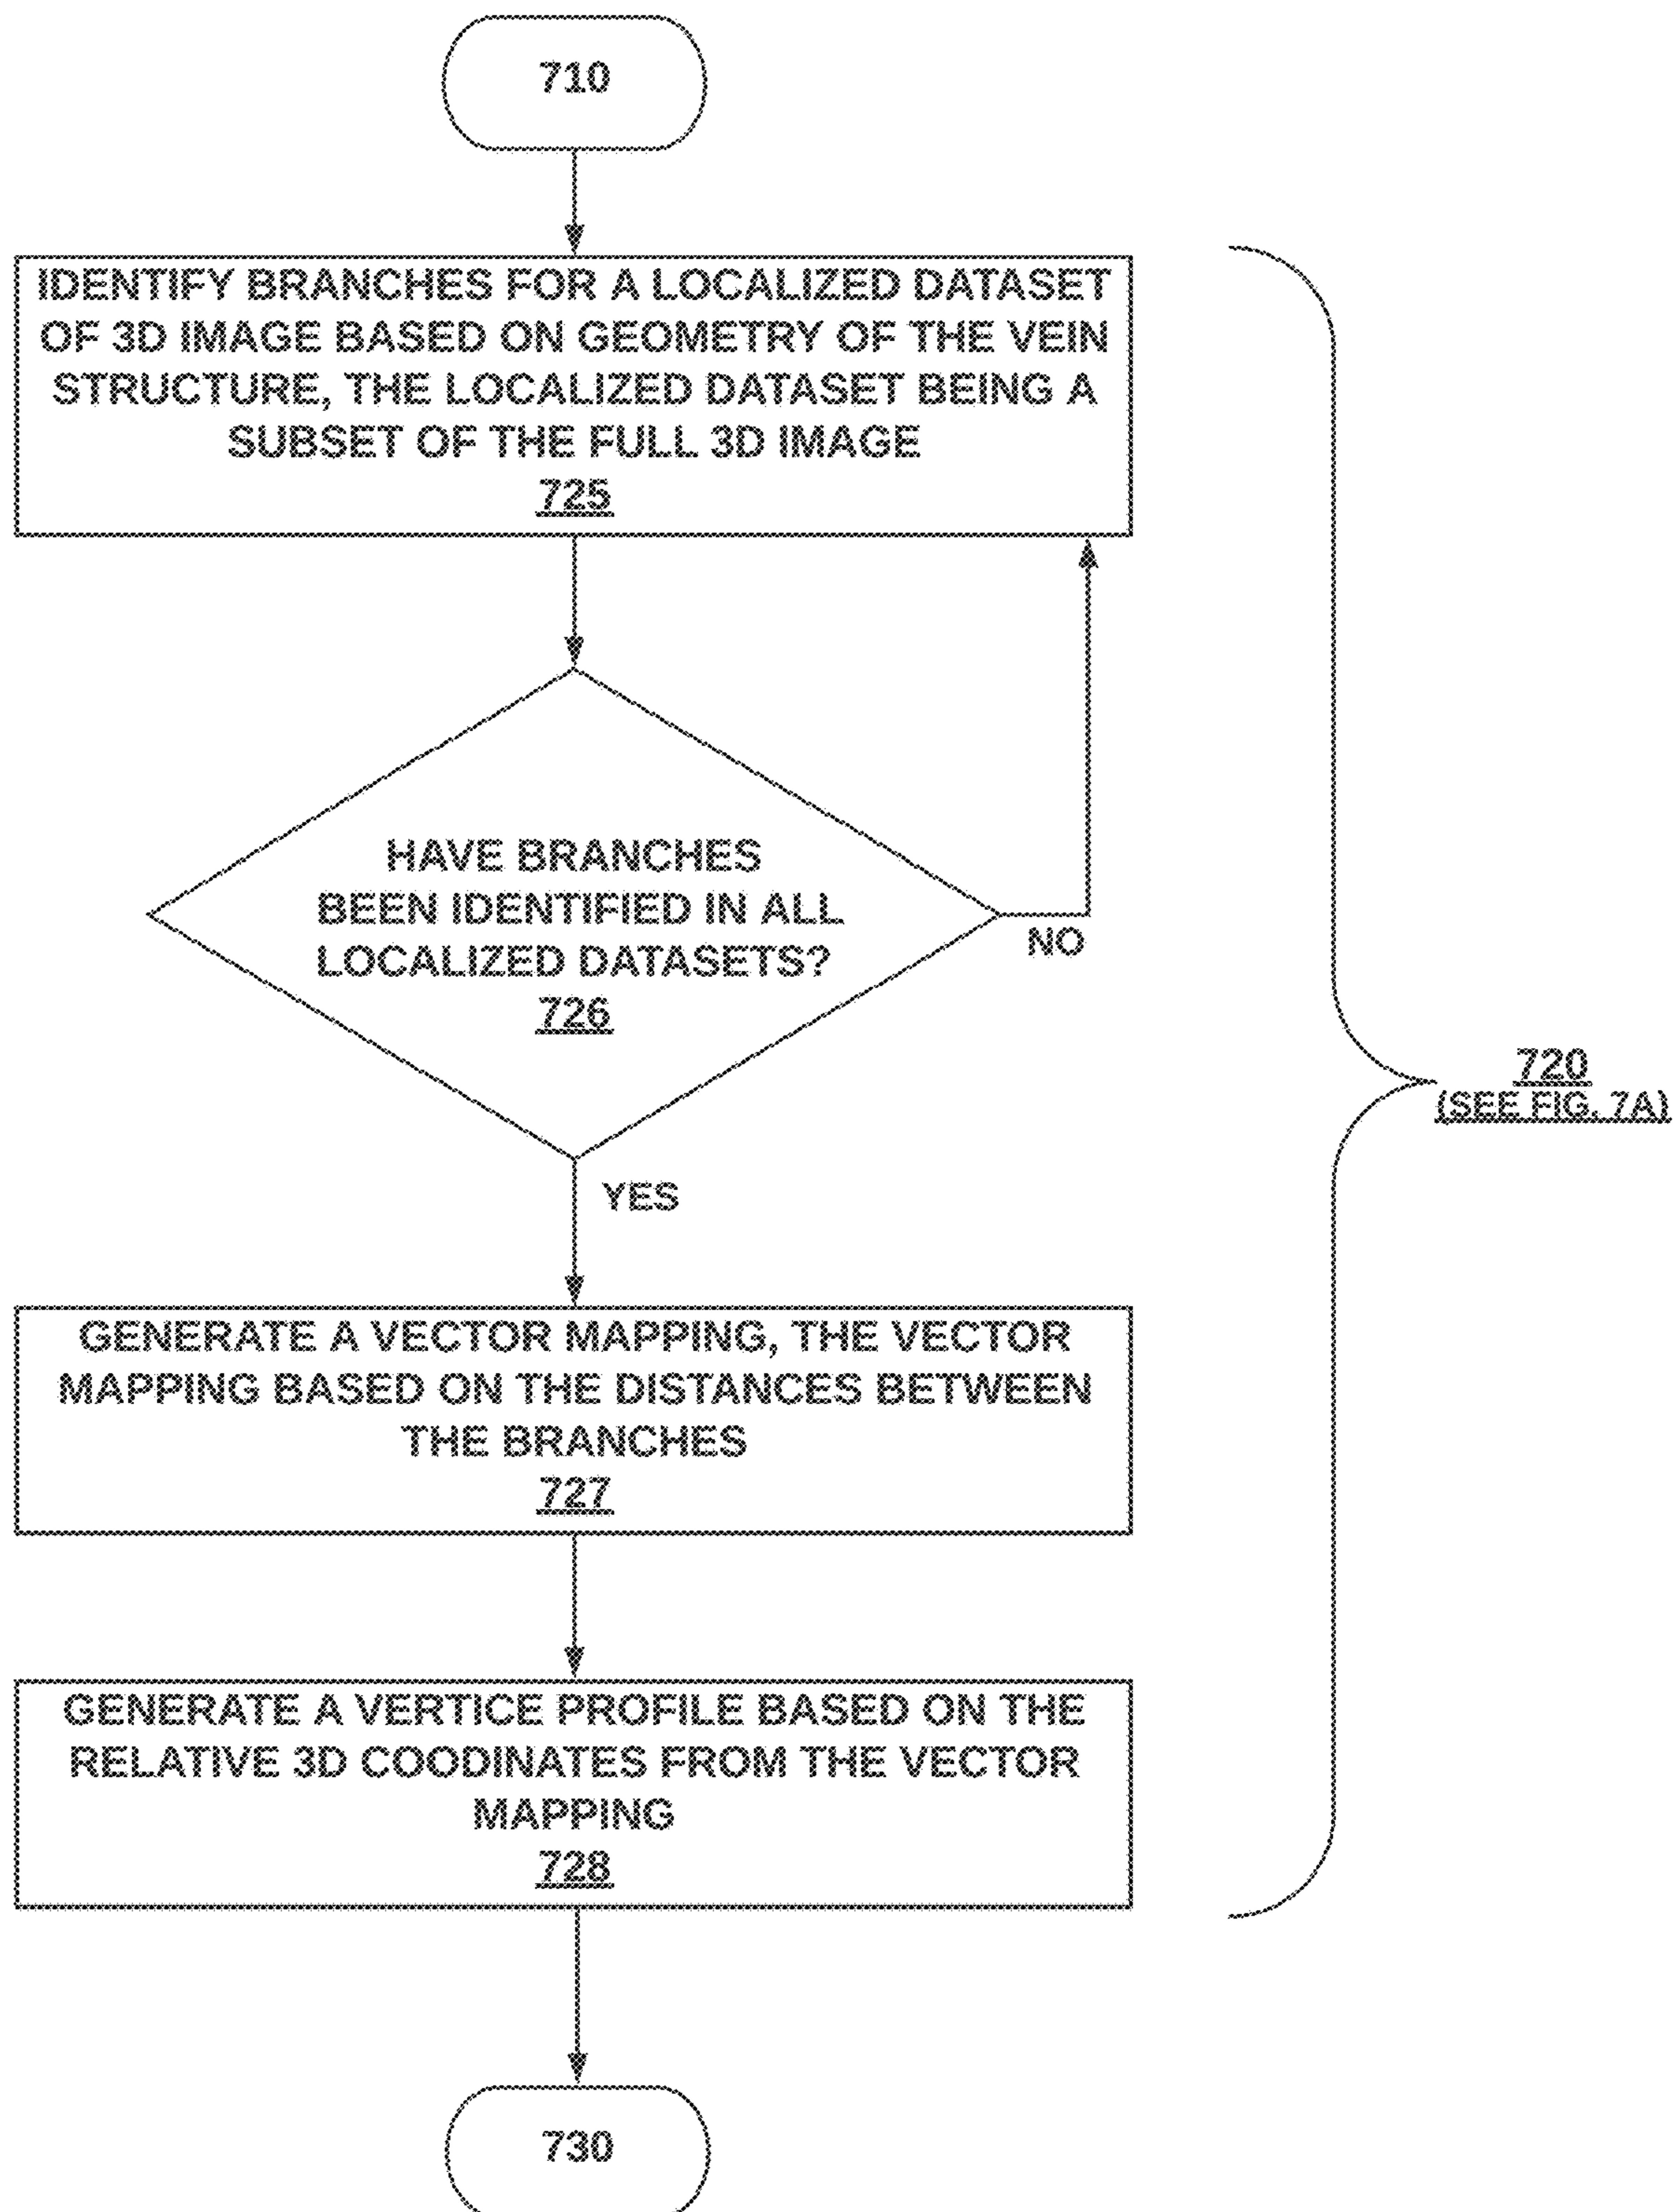 710
IDENTIFY BRANCHES FOR A LOCALIZED DATASET
OF 3D IMAGE BASED ON GEOMETRY OF THE VEIN
STRUCTURE, THE LOCALIZED DATASET BEING A
SUBSET OF THE FULL 3D IMAGE
725
HAVE BRANCHES
BEEN IDENTIFIED IN ALL
LOCALIZED DATASETS?
726
NO
720
(SEE FIG. 7A)
YES
GENERATE A VECTOR MAPPING, THE VECTOR
MAPPING BASED ON THE DISTANCES BETWEEN
THE BRANCHES
727
GENERATE A VERTICE PROFILE BASED ON THE
RELATIVE 3D COODINATES FROM THE VECTOR
MAPPING
728
730